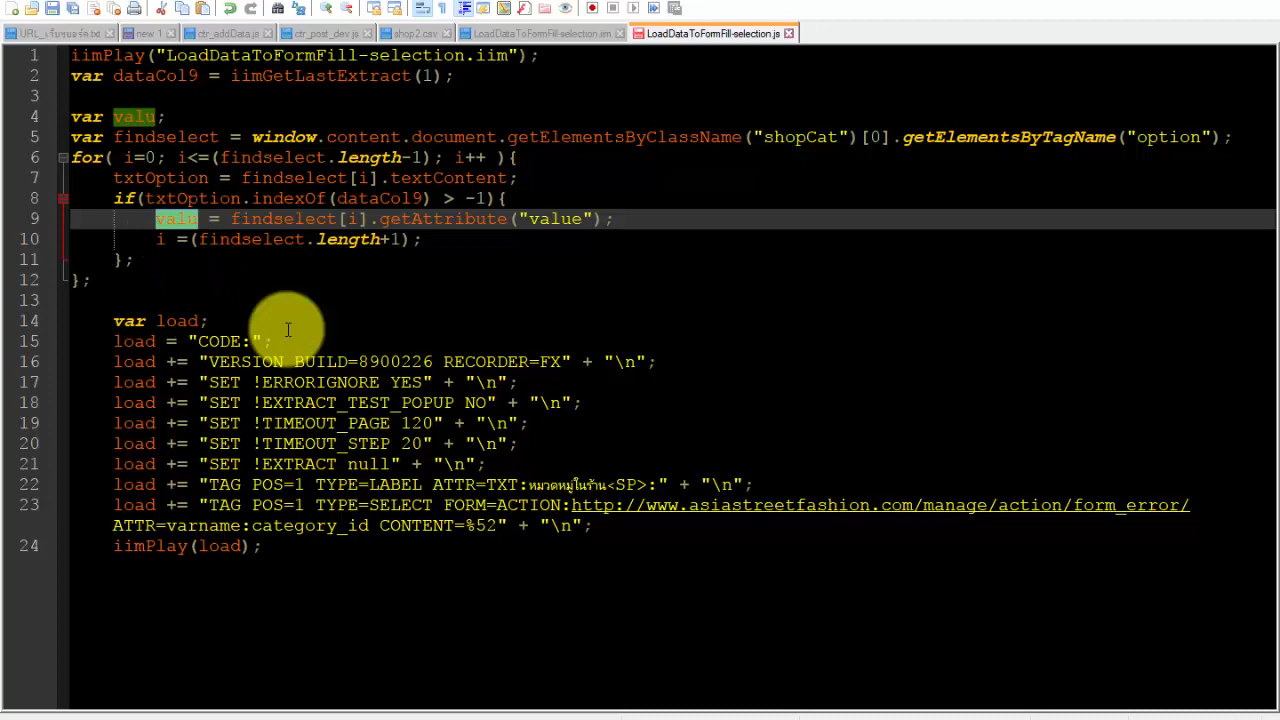 URL_เว็บบอร์ด.txt new 1 ctr_addData.js ctr_post_dev.js shop2.csv LoadDataToFormFill-selection.iim LoadDataToFormFill-selection.js
1 iimPlay("LoadDataToFormFill-selection.iim");
2 var dataCol9 = iimGetLastExtract(1);
3
4 var valu;
5 var findselect = window.content.document.getElementsByClassName("shopCat")[0].getElementsByTagName("option");
6 for( i=0; i<=(findselect.length-1); i++ ){
7 txtOption = findselect[i].textContent;
8 if(txtOption.indexOf(dataCol9) > -1){
9 valu = findselect[i].getAttribute("value");
10 i =(findselect.length+1);
11 };
12 };
13
14 var load;
15 load = "CODE:";
16 load += "VERSION BUILD=8900226 RECORDER=FX" + "\n";
17 load += "SET !ERRORIGNORE YES" + "\n";
18 load += "SET !EXTRACT_TEST_POPUP NO" + "\n";
19 load += "SET !TIMEOUT_PAGE 120" + "\n";
20 load += "SET !TIMEOUT_STEP 20" + "\n";
21 load += "SET !EXTRACT null" + "\n";
22 load += "TAG POS=1 TYPE=LABEL ATTR=TXT:หมวดหมู่ในร้าน<SP>:" + "\n";
23 load += "TAG POS=1 TYPE=SELECT FORM=ACTION:http://www.asiastreetfashion.com/manage/action/form_error/
ATTR=varname:category_id CONTENT=%52" + "\n";
24 iimPlay(load);